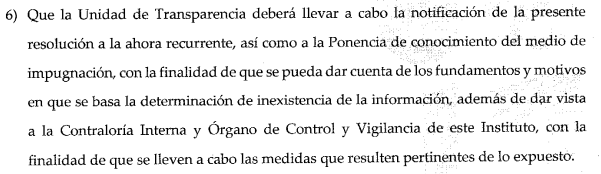 6) Que la Unidad de Transparencia deberá llevar a cabo la notificación de la presente
resolución a la ahora recurrente, así como a la Ponencia de conocimiento del medio de
impugnación, con la finalidad de que se pueda dar cuenta de los fundamentos y motivos
en que se basa la determinación de inexistencia de la información, además de dar vista
a la Contraloría Interna y Órgano de Control y Vigilancia de este Instituto, con la
finalidad de que se lleven a cabo las medidas que resulten pertinentes de lo expuesto.